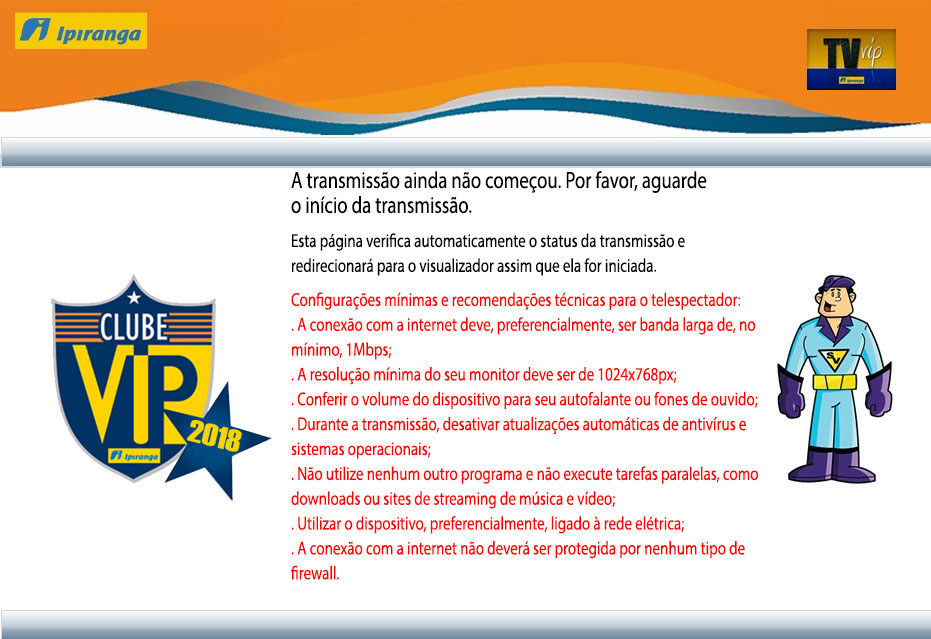 Ipiranga
TV vip
Ipiranga
A transmissão ainda não começou. Por favor, aguarde
o início da transmissão.
Esta página verifica automaticamente o status da transmissão e
redirecionará para o visualizador assim que ela for iniciada.
Configurações mínimas e recomendações técnicas para o telespectador:
. A conexão com a internet deve, preferencialmente, ser banda larga de, no
mínimo, 1Mbps;
. A resolução mínima do seu monitor deve ser de 1024x768px;
. Conferir o volume do dispositivo para seu autofalante ou fones de ouvido;
. Durante a transmissão, desativar atualizações automáticas de antivírus e
sistemas operacionais;
. Não utilize nenhum outro programa e não execute tarefas paralelas, como
downloads ou sites de streaming de música e vídeo;
. Utilizar o dispositivo, preferencialmente, ligado à rede elétrica;
. A conexão com a internet não deverá ser protegida por nenhum tipo de
firewall.
CLUBE
VIP
2018
Ipiranga
SV